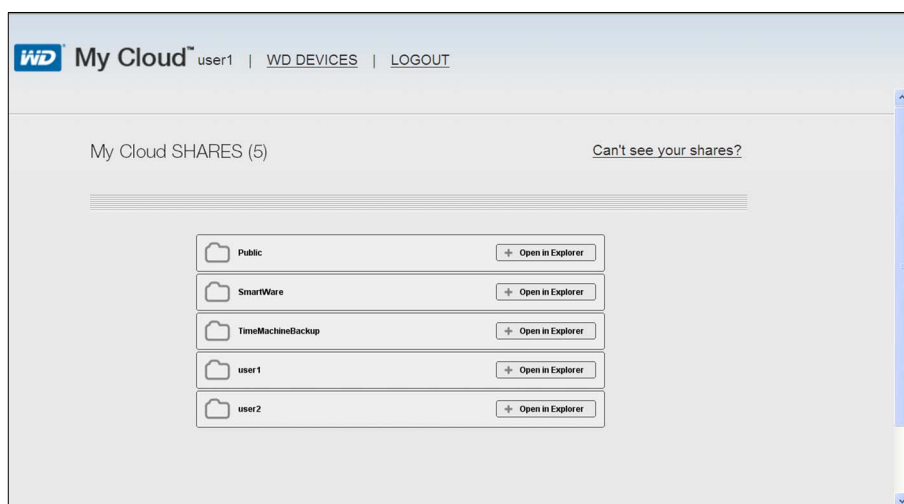 WD My Cloud™ user1 | WD DEVICES | LOGOUT
My Cloud SHARES (5) Can't see your shares?
Public + Open in Explorer
SmartWare + Open in Explorer
TimeMachineBackup + Open in Explorer
user1 + Open in Explorer
user2 + Open in Explorer